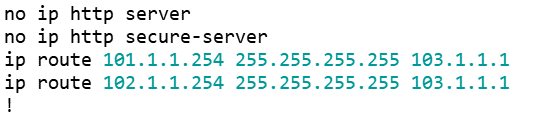 no ip http server
no ip http secure-server
ip route 101.1.1.254 255.255.255.255 103.1.1.1
ip route 102.1.1.254 255.255.255.255 103.1.1.1
!